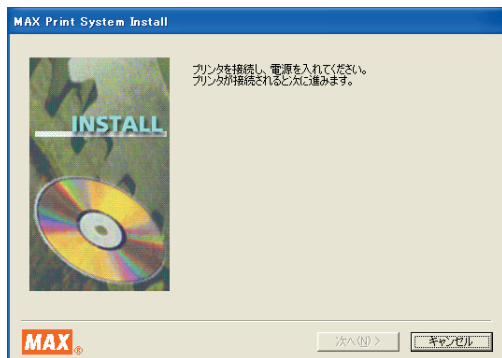 MAX Print System Install
プリンタを接続し、電源を入れてください。
プリンタが接続されると次に進みます。
INSTALL
MAX®
次へ(N) >
キャンセル